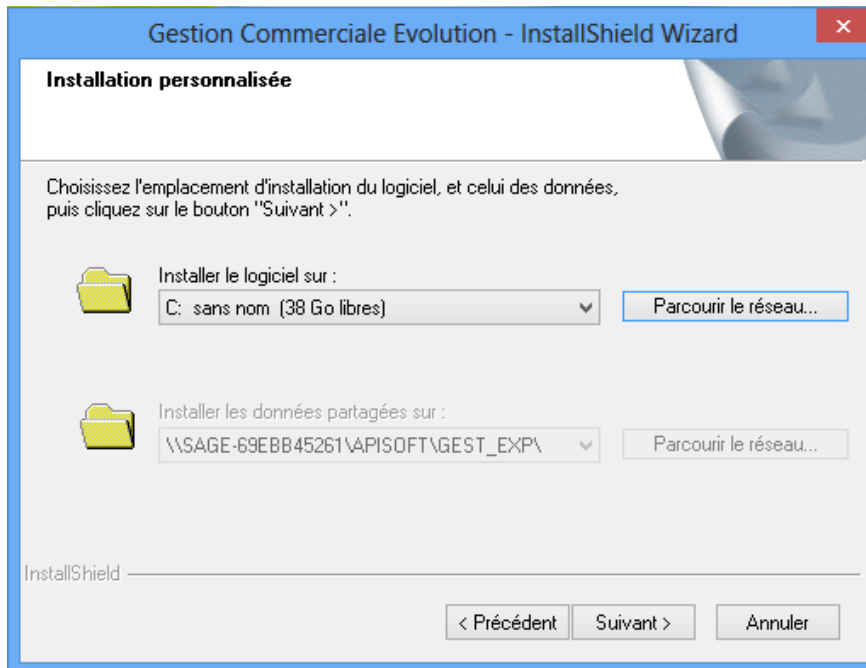 Gestion Commerciale Evolution - InstallShield Wizard
Installation personnalisée
Choisissez l'emplacement d'installation du logiciel, et celui des données,
puis cliquez sur le bouton "Suivant >".
Installer le logiciel sur :
C: sans nom (38 Go libres)
Parcourir le réseau...
Installer les données partagées sur :
\\SAGE-69EBB45261\APISOFT\GEST_EXP\
Parcourir le réseau...
InstallShield
< Précédent
Suivant >
Annuler